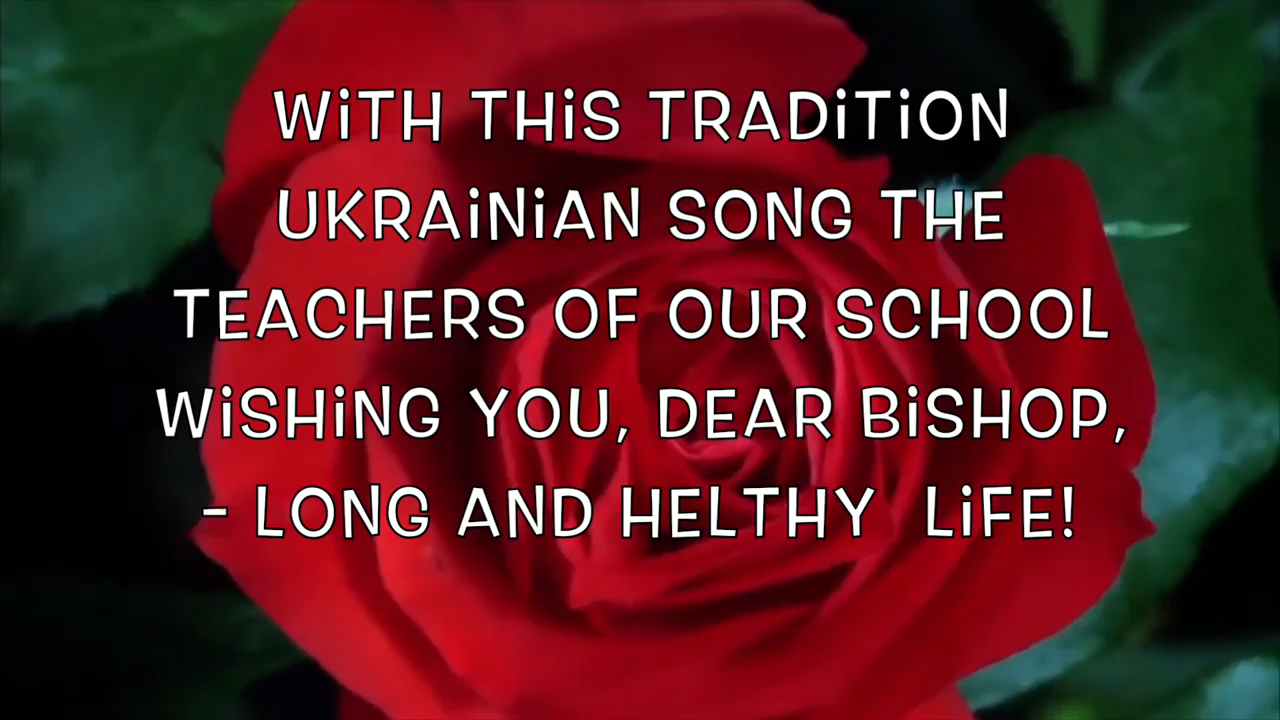 WiTH THiS TRADiTiON
UKRAiNiAN SONG THE
TEACHERS OF OUR SCHOOL
WiSHiNG YOU, DEAR BiSHOP,
- LONG AND HELTHY LiFE!